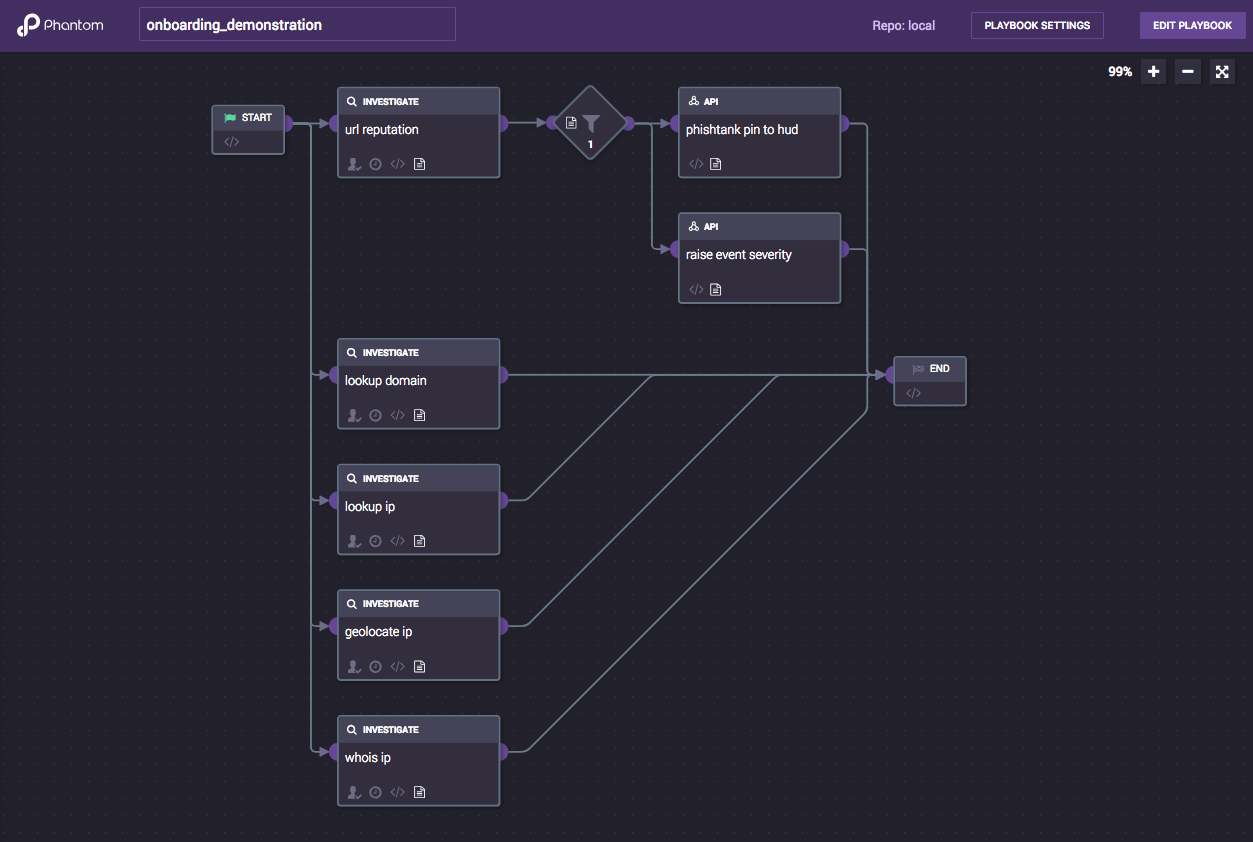 Phantom
onboarding_demonstration
Repo: local
PLAYBOOK SETTINGS
EDIT PLAYBOOK
99%
START
INVESTIGATE
url reputation
1
API
phishtank pin to hud
API
raise event severity
INVESTIGATE
lookup domain
END
INVESTIGATE
lookup ip
INVESTIGATE
geolocate ip
INVESTIGATE
whois ip